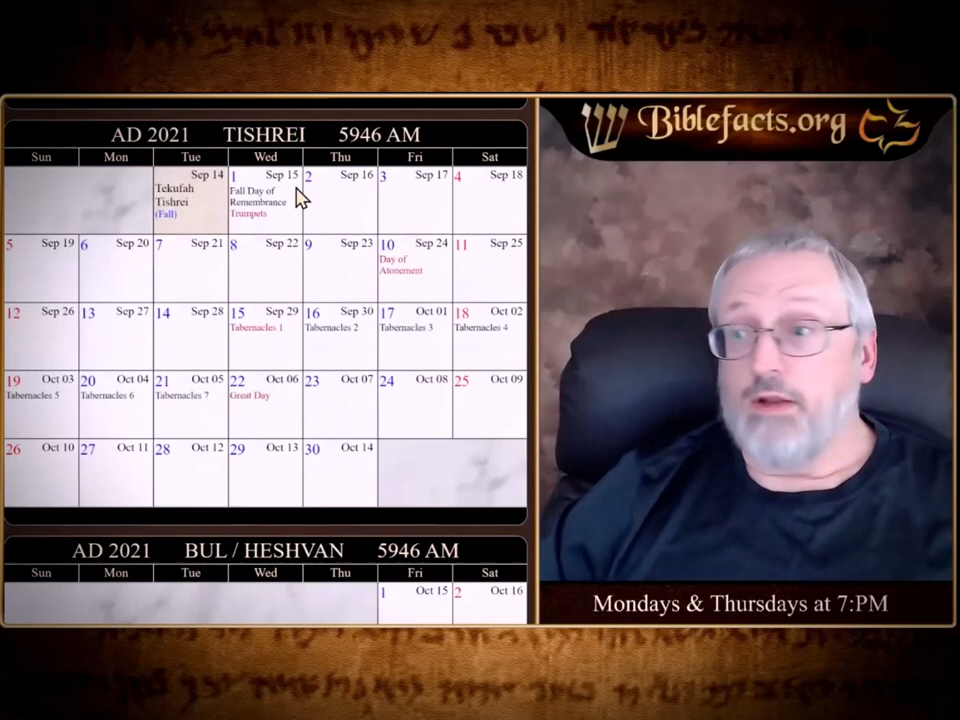 AD 2021 TISHREI 5946 AM
Sun Mon Tue Wed Thu Fri Sat
Sep 14 1 Sep 15 2 Sep 16 3 Sep 17 4 Sep 18
Tekufah
Tishrei
(Fall)
Fall Day of
Remembrance
Trumpets
5 Sep 19 6 Sep 20 7 Sep 21 8 Sep 22 9 Sep 23 10 Sep 24 11 Sep 25
Day of
Atonement
12 Sep 26 13 Sep 27 14 Sep 28 15 Sep 29 16 Sep 30 17 Oct 01 18 Oct 02
Tabernacles 1 Tabernacles 2 Tabernacles 3 Tabernacles 4
19 Oct 03 20 Oct 04 21 Oct 05 22 Oct 06 23 Oct 07 24 Oct 08 25 Oct 09
Tabernacles 5 Tabernacles 6 Tabernacles 7 Great Day
26 Oct 10 27 Oct 11 28 Oct 12 29 Oct 13 30 Oct 14
AD 2021 BUL / HESHVAN 5946 AM
Sun Mon Tue Wed Thu Fri Sat
1 Oct 15 2 Oct 16
Biblefacts.org
Mondays & Thursdays at 7:PM